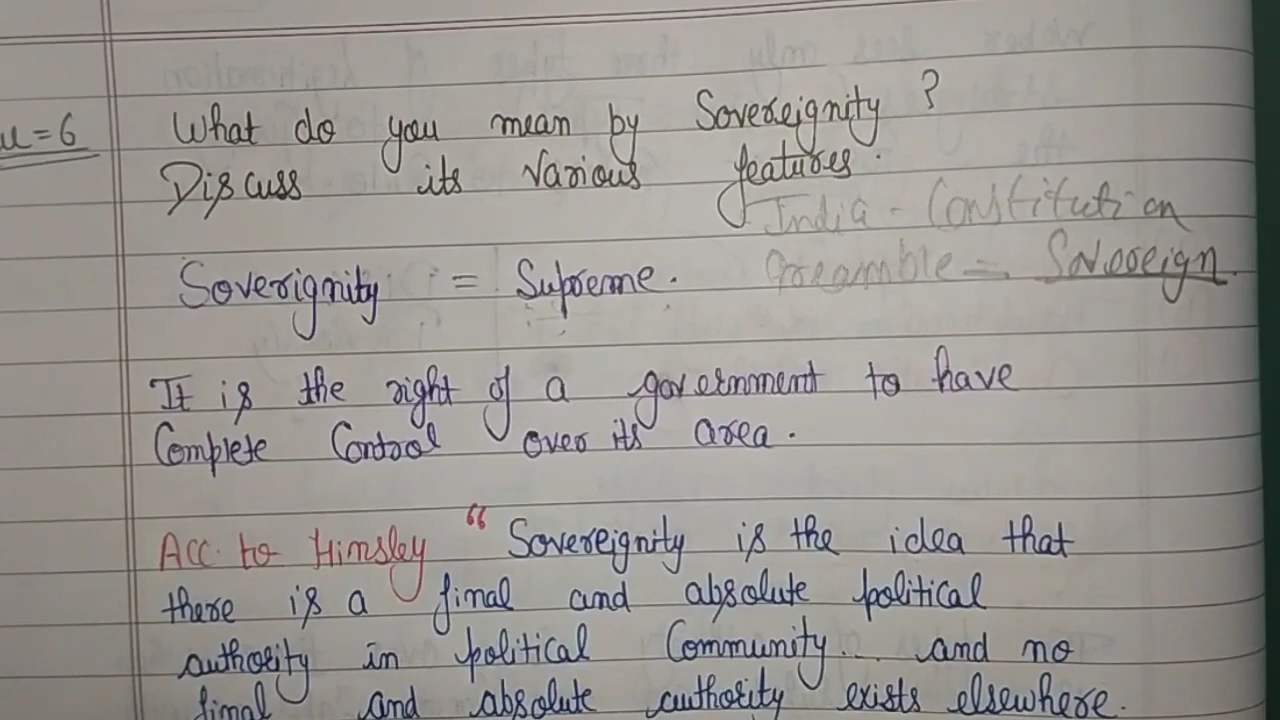 u=6
What do you mean by Sovereignity ?
Discuss its various features.
India - Constitution
Soverignity = Supreme. Preamble = Sovereign.
It is the right of a government to have
Complete Control over its area.
Acc. to Himsley " Sovereignity is the idea that
there is a final and absolute political
authority in political Community... and no
final and absolute authority exists elsewhere.